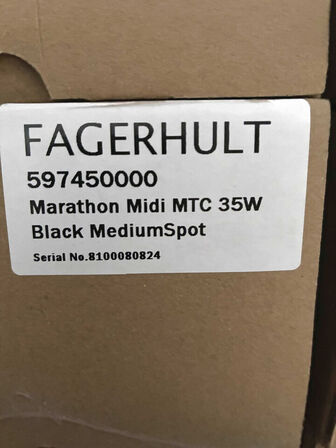 FAGERHULT
597450000
Marathon Midi MTC 35W
Black MediumSpot
Serial No.8100080824